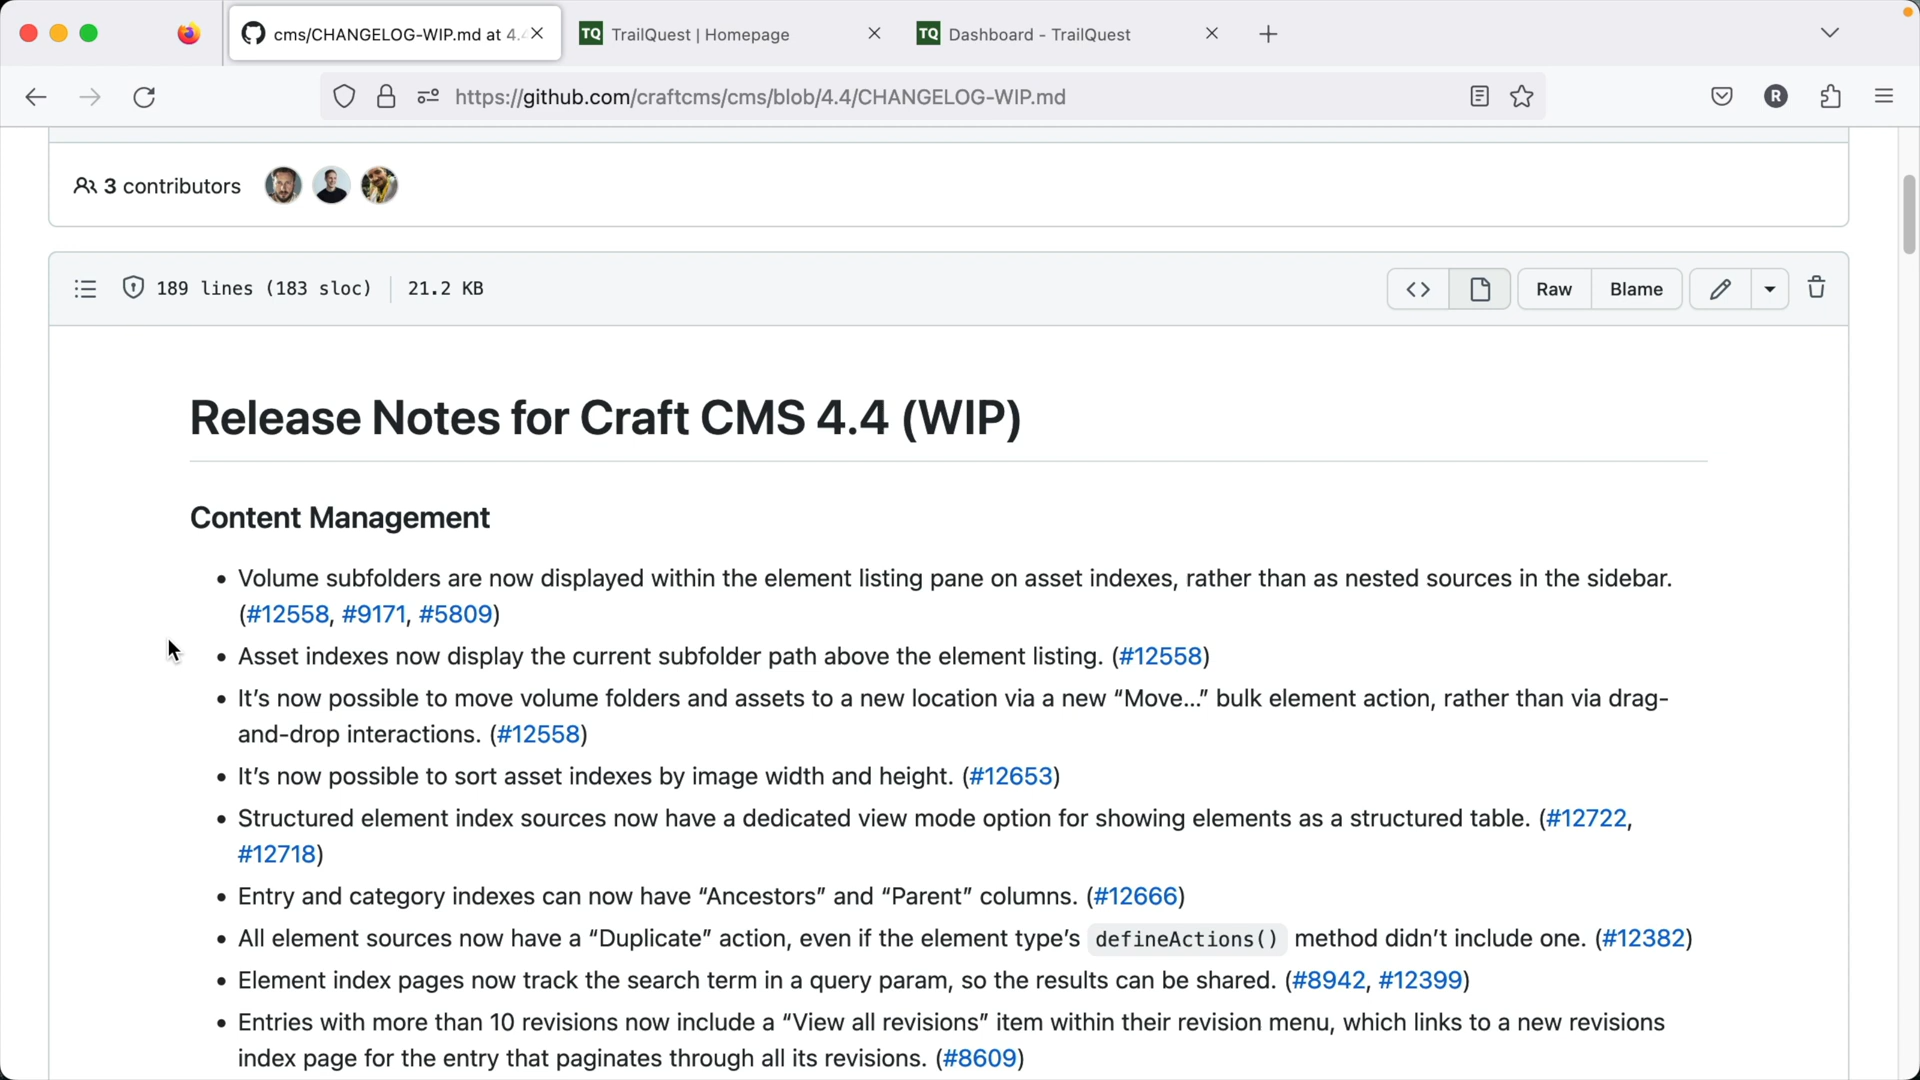 cms/CHANGELOG-WIP.md at 4.
TQ TrailQuest | Homepage
TQ Dashboard - TrailQuest
https://github.com/craftcms/cms/blob/4.4/CHANGELOG-WIP.md
R
3 contributors
189 lines (183 sloc) 21.2 KB
Raw Blame
Release Notes for Craft CMS 4.4 (WIP)
Content Management
• Volume subfolders are now displayed within the element listing pane on asset indexes, rather than as nested sources in the sidebar.
(#12558, #9171, #5809)
• Asset indexes now display the current subfolder path above the element listing. (#12558)
• It’s now possible to move volume folders and assets to a new location via a new “Move…” bulk element action, rather than via drag-
and-drop interactions. (#12558)
• It’s now possible to sort asset indexes by image width and height. (#12653)
• Structured element index sources now have a dedicated view mode option for showing elements as a structured table. (#12722,
#12718)
• Entry and category indexes can now have “Ancestors” and “Parent” columns. (#12666)
• All element sources now have a “Duplicate” action, even if the element type’s defineActions() method didn’t include one. (#12382)
• Element index pages now track the search term in a query param, so the results can be shared. (#8942, #12399)
• Entries with more than 10 revisions now include a “View all revisions” item within their revision menu, which links to a new revisions
index page for the entry that paginates through all its revisions. (#8609)